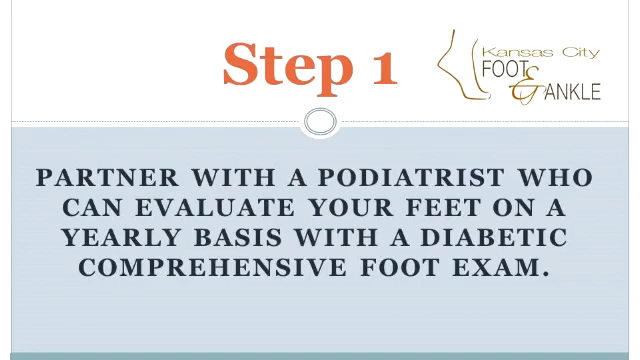 Step 1
Kansas City
FOOT
& ANKLE
PARTNER WITH A PODIATRIST WHO
CAN EVALUATE YOUR FEET ON A
YEARLY BASIS WITH A DIABETIC
COMPREHENSIVE FOOT EXAM.